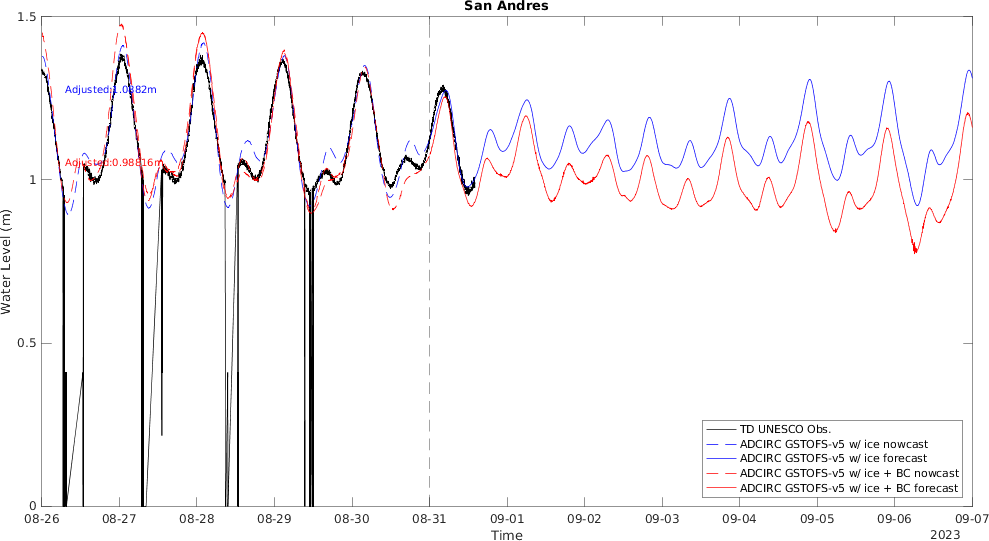 San Andres
1.5
1
0.5
0
Water Level (m)
Adjusted:1.0382m
Adjusted:0.98816m
TD UNESCO Obs.
ADCIRC GSTOFS-v5 w/ ice nowcast
ADCIRC GSTOFS-v5 w/ ice forecast
ADCIRC GSTOFS-v5 w/ ice + BC nowcast
ADCIRC GSTOFS-v5 w/ ice + BC forecast
08-26 08-27 08-28 08-29 08-30 08-31 09-01 09-02 09-03 09-04 09-05 09-06 09-07
Time
2023